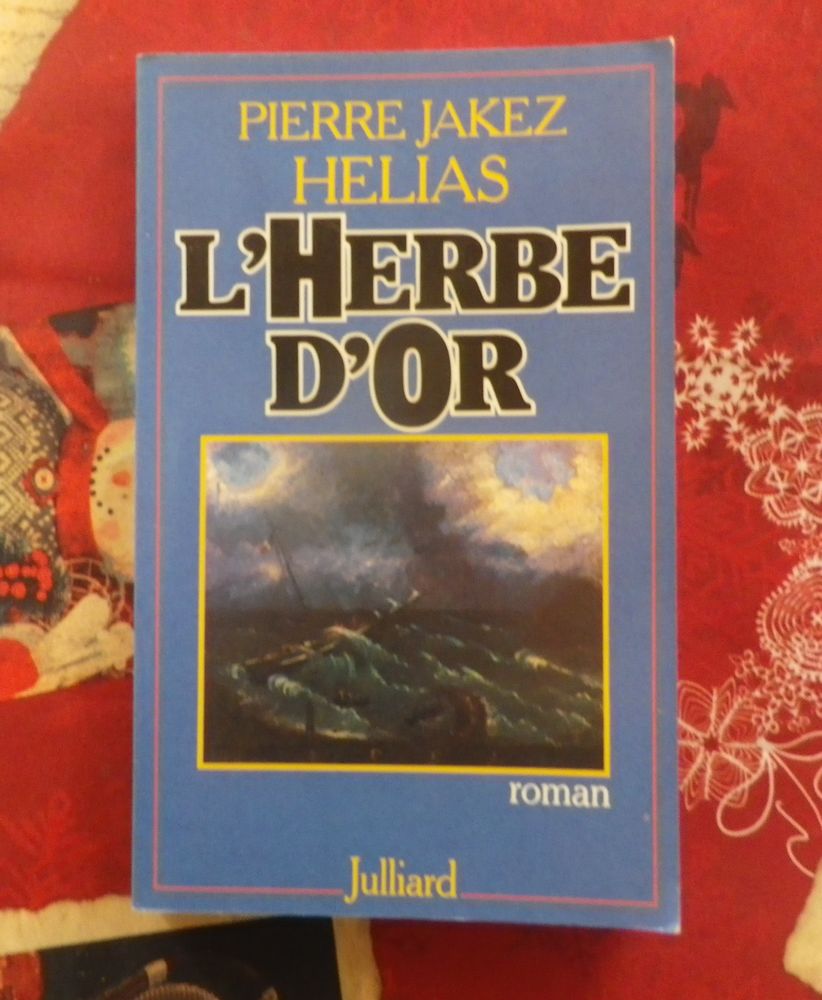 PIERRE JAKEZ
HELIAS
L'HERBE
D'OR
roman
Julliard